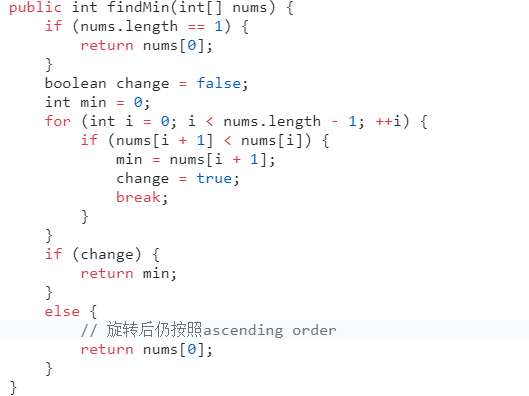 public int findMin(int[] nums) {
    if (nums.length == 1) {
        return nums[0];
    }
    boolean change = false;
    int min = 0;
    for (int i = 0; i < nums.length - 1; ++i) {
        if (nums[i + 1] < nums[i]) {
            min = nums[i + 1];
            change = true;
            break;
        }
    }
    if (change) {
        return min;
    }
    else {
        // 旋转后仍按照ascending order
        return nums[0];
    }
}